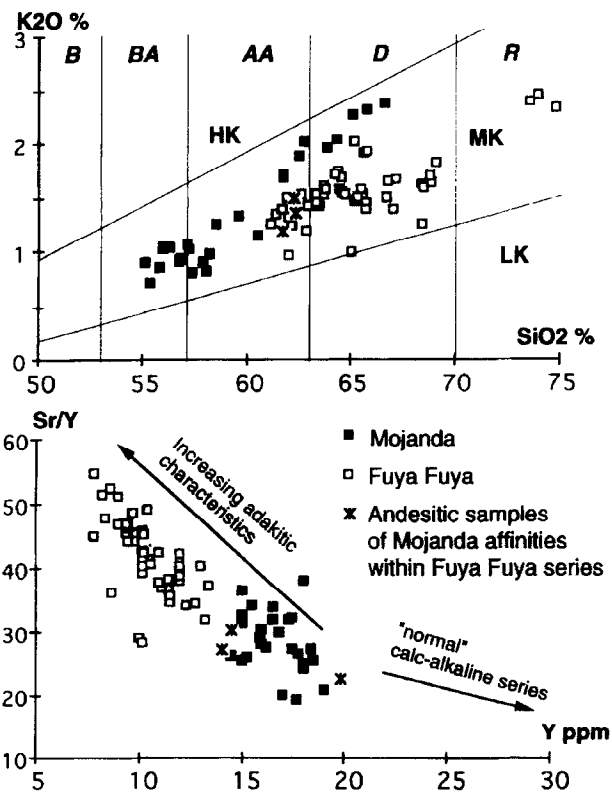 K2O %
3
B BA AA D R
HK
2
MK
1
LK
SiO2 %
0
50 55 60 65 70 75
Sr/Y
60
50
40
30
20
10
Increasing adakitic
characteristics
■ Mojanda
□ Fuya Fuya
Andesitic samples
of Mojanda affinities
within Fuya Fuya series
"normal"
calc-alkaline series
Y ppm
5 10 15 20 25 30